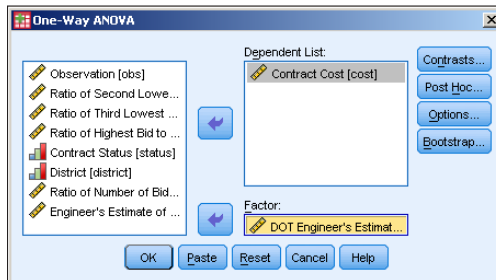 One-Way ANOVA
Dependent List:
Observation [obs]
Ratio of Second Lowe...
Ratio of Third Lowest ...
Ratio of Highest Bid to ...
Contract Status [status]
District [district]
Ratio of Number of Bid...
Engineer's Estimate of ...
Contract Cost [cost]
Contrasts...
Post Hoc...
Options...
Bootstrap...
Factor:
DOT Engineer's Estimat...
OK
Paste
Reset
Cancel
Help